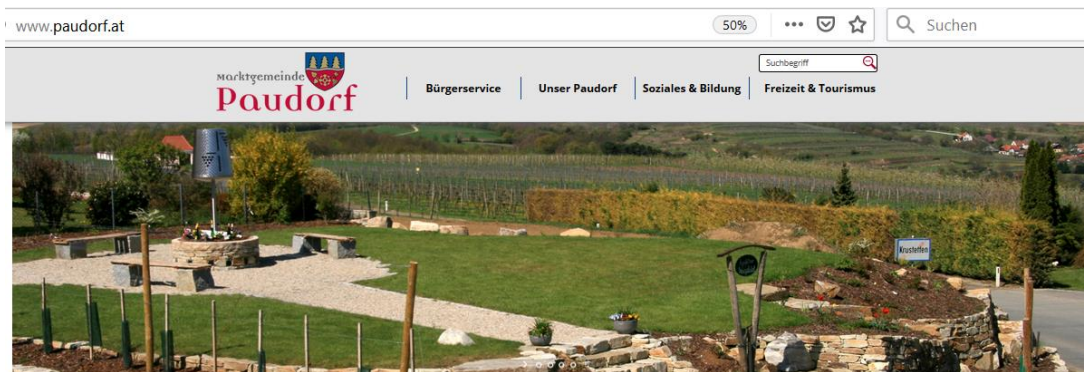 www.paudorf.at
50%
Suchen
Marktgemeinde
Paudorf
Suchbegriff
Bürgerservice
Unser Paudorf
Soziales & Bildung
Freizeit & Tourismus
Krustetten